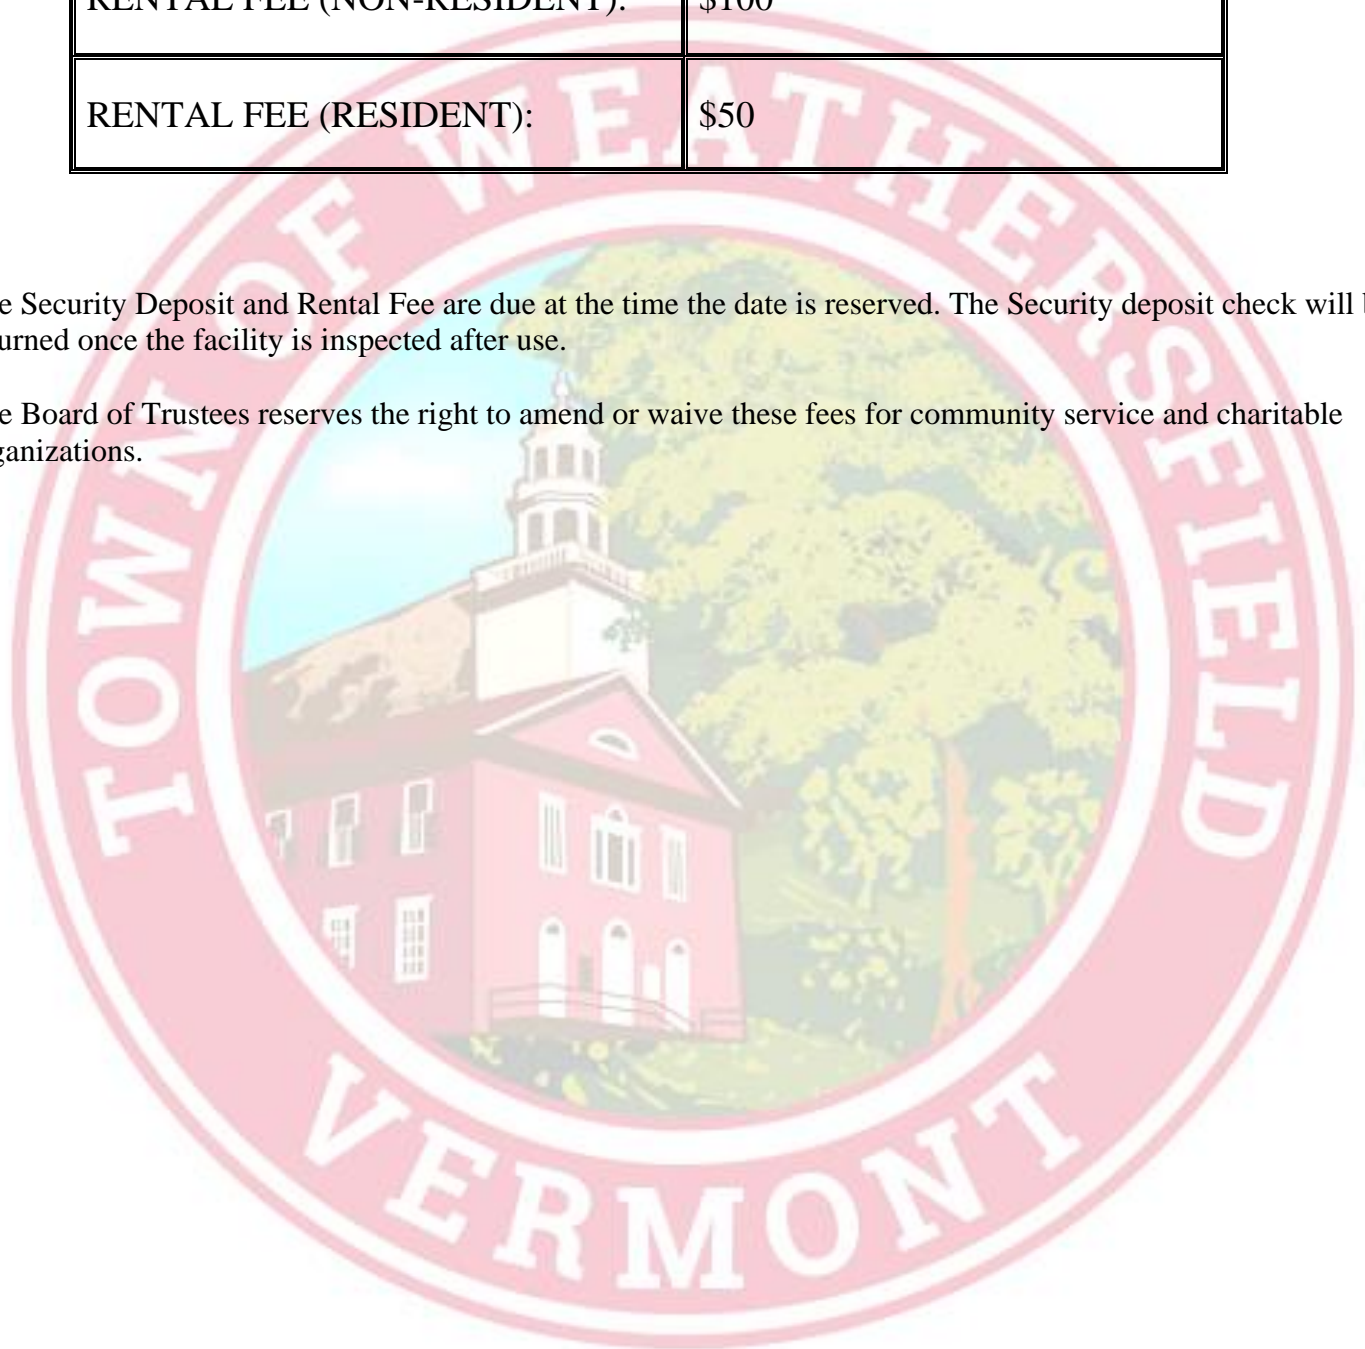 RENTAL FEE (NON-RESIDENT): $100
RENTAL FEE (RESIDENT): $50
e Security Deposit and Rental Fee are due at the time the date is reserved. The Security deposit check will b
urned once the facility is inspected after use.
e Board of Trustees reserves the right to amend or waive these fees for community service and charitable
ganizations.
TOWN OF WEATHERSFIELD
VERMONT